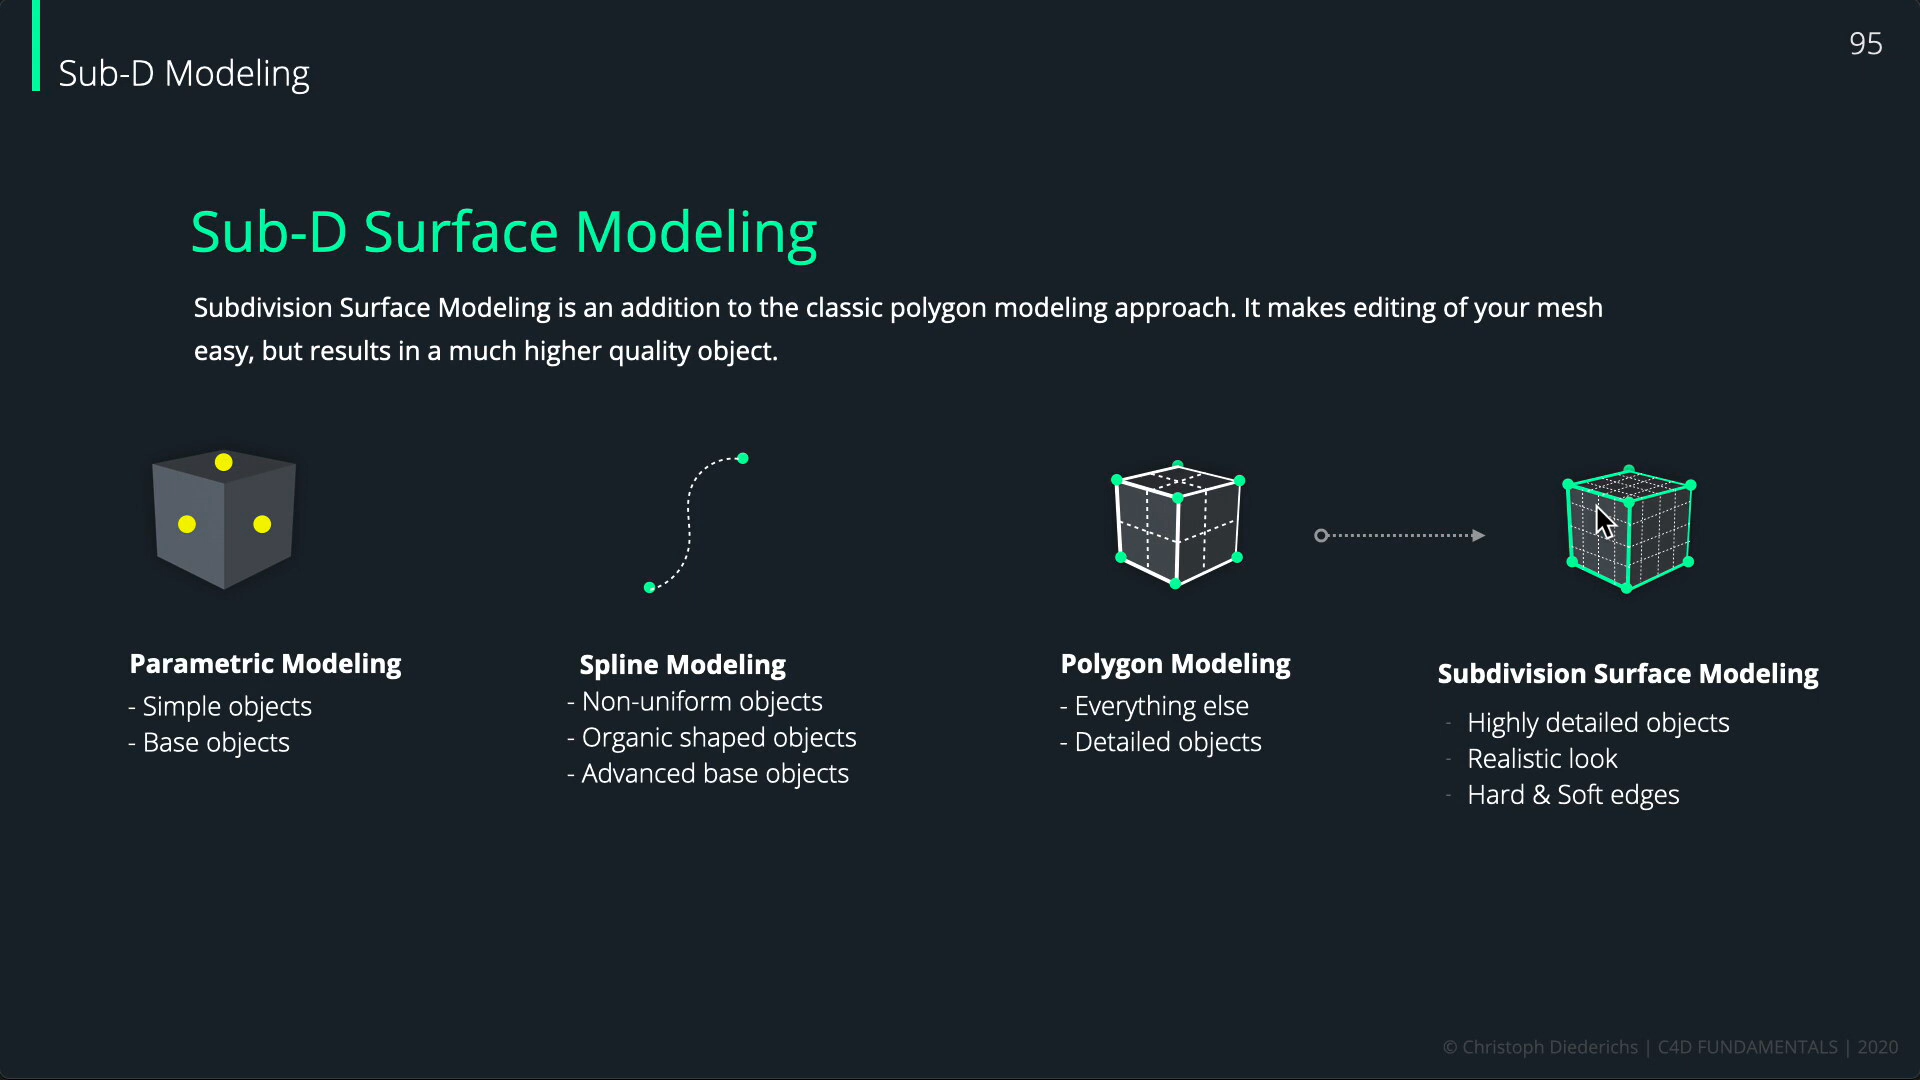 Sub-D Modeling
95
Sub-D Surface Modeling
Subdivision Surface Modeling is an addition to the classic polygon modeling approach. It makes editing of your mesh
easy, but results in a much higher quality object.
Parametric Modeling
- Simple objects
- Base objects
Spline Modeling
- Non-uniform objects
- Organic shaped objects
- Advanced base objects
Polygon Modeling
- Everything else
- Detailed objects
Subdivision Surface Modeling
- Highly detailed objects
- Realistic look
- Hard & Soft edges
© Christoph Diederichs | C4D FUNDAMENTALS | 2020